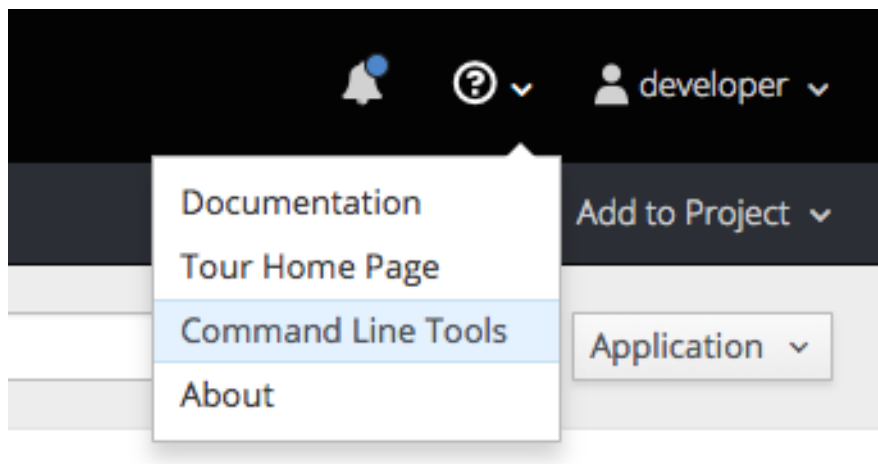 developer
Documentation
Add to Project
Tour Home Page
Command Line Tools
Application
About